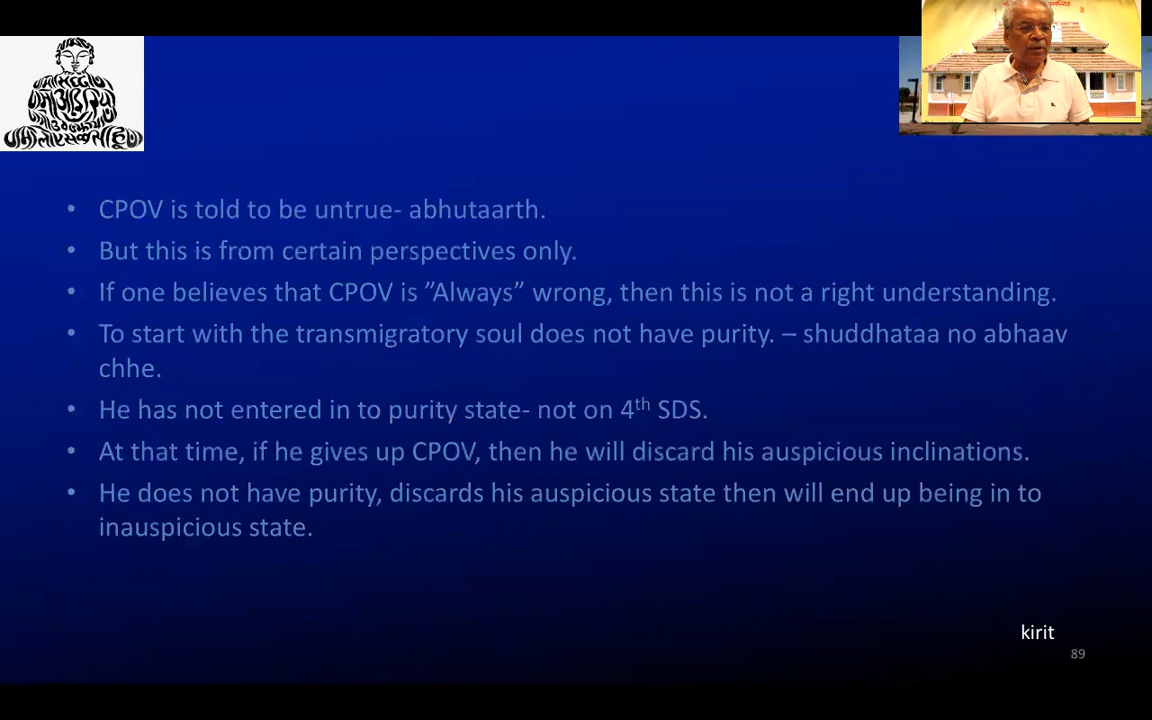 • CPOV is told to be untrue- abhutaarth.
• But this is from certain perspectives only.
• If one believes that CPOV is ”Always” wrong, then this is not a right understanding.
• To start with the transmigratory soul does not have purity. – shuddhataa no abhaav
chhe.
• He has not entered in to purity state- not on 4th SDS.
• At that time, if he gives up CPOV, then he will discard his auspicious inclinations.
• He does not have purity, discards his auspicious state then will end up being in to
inauspicious state.
kirit
89